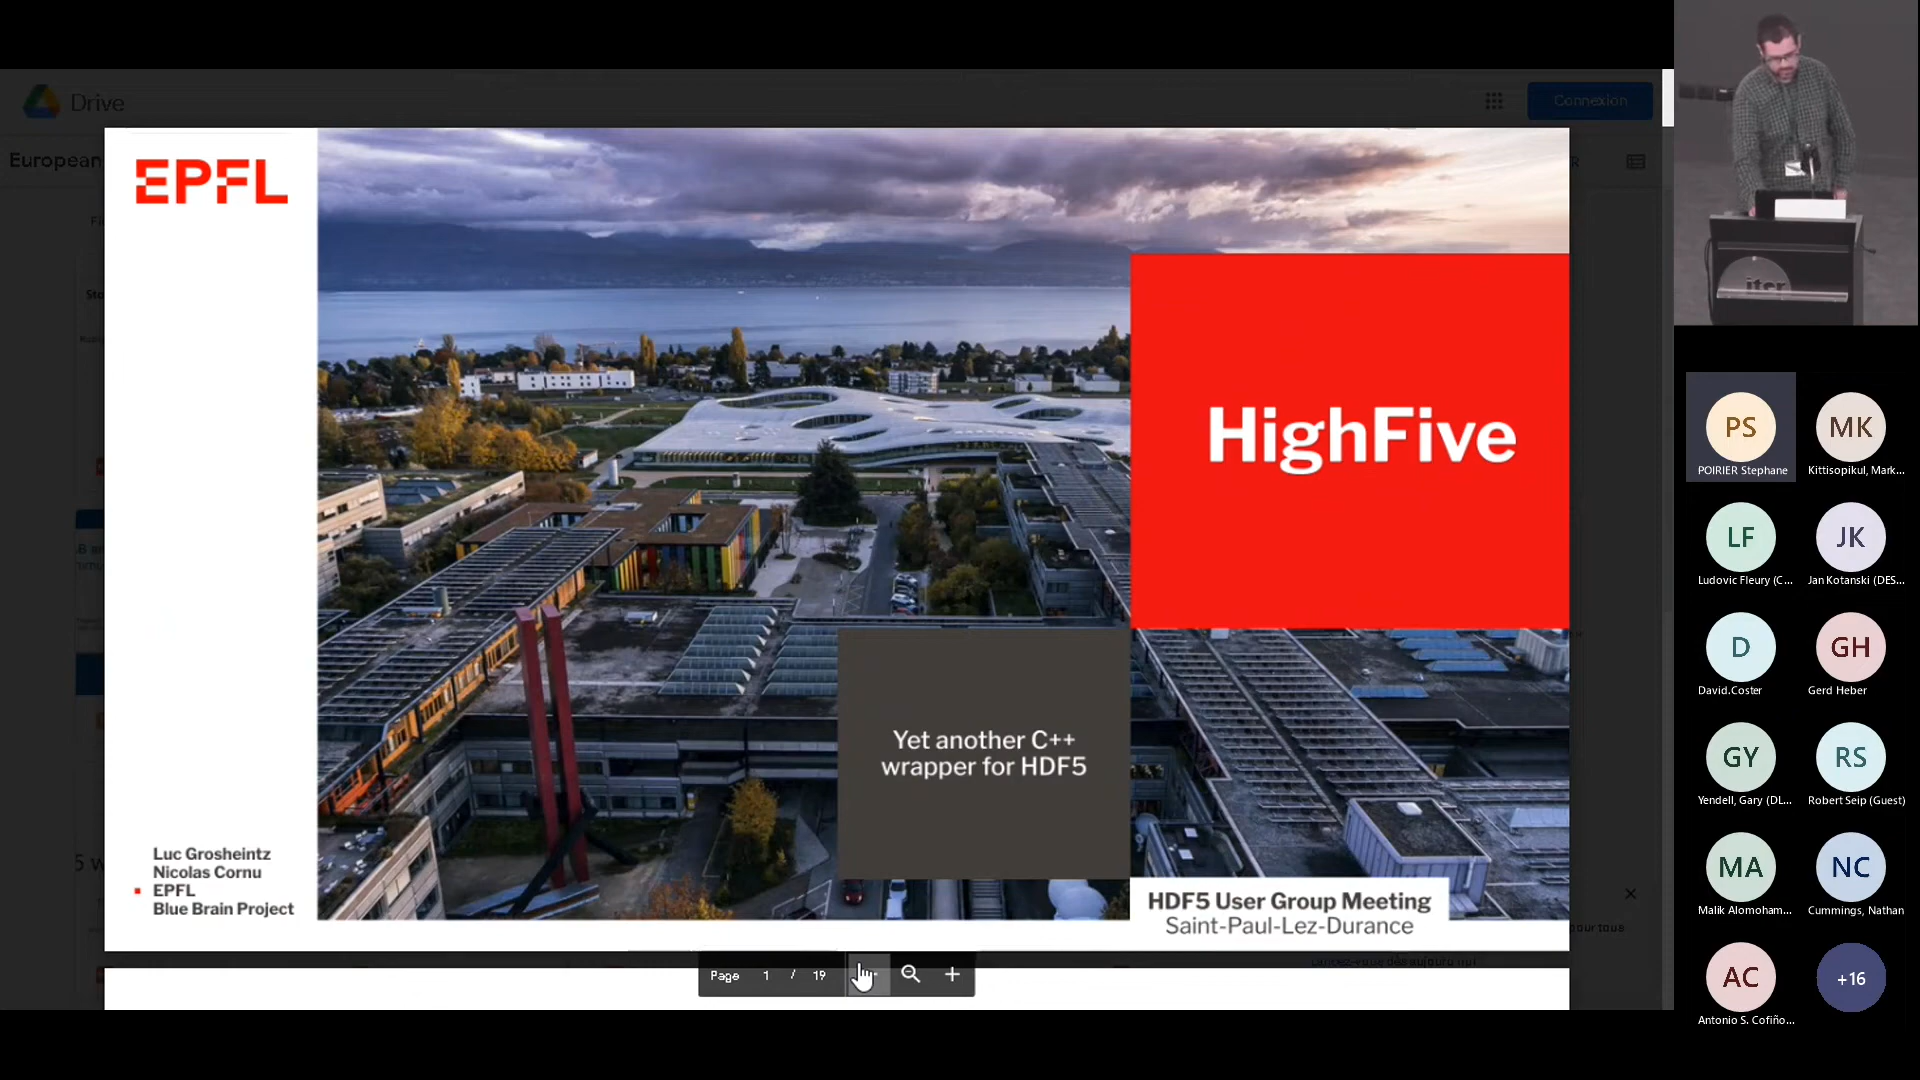 Drive
Connexion
European
EPFL
HighFive
Yet another C++
wrapper for HDF5
Luc Grosheintz
Nicolas Cornu
EPFL
Blue Brain Project
HDF5 User Group Meeting
Saint-Paul-Lez-Durance
pour tous
Page 1 / 19
iter
PS
POIRIER Stephane
MK
Kittisopikul, Mark...
LF
Ludovic Fleury (C...
JK
Jan Kotanski (DES...
D
David.Coster
GH
Gerd Heber
GY
Yendell, Gary (DL...
RS
Robert Seip (Guest)
MA
Malik Alomoham...
NC
Cummings, Nathan
AC
Antonio S. Cofiño...
+16